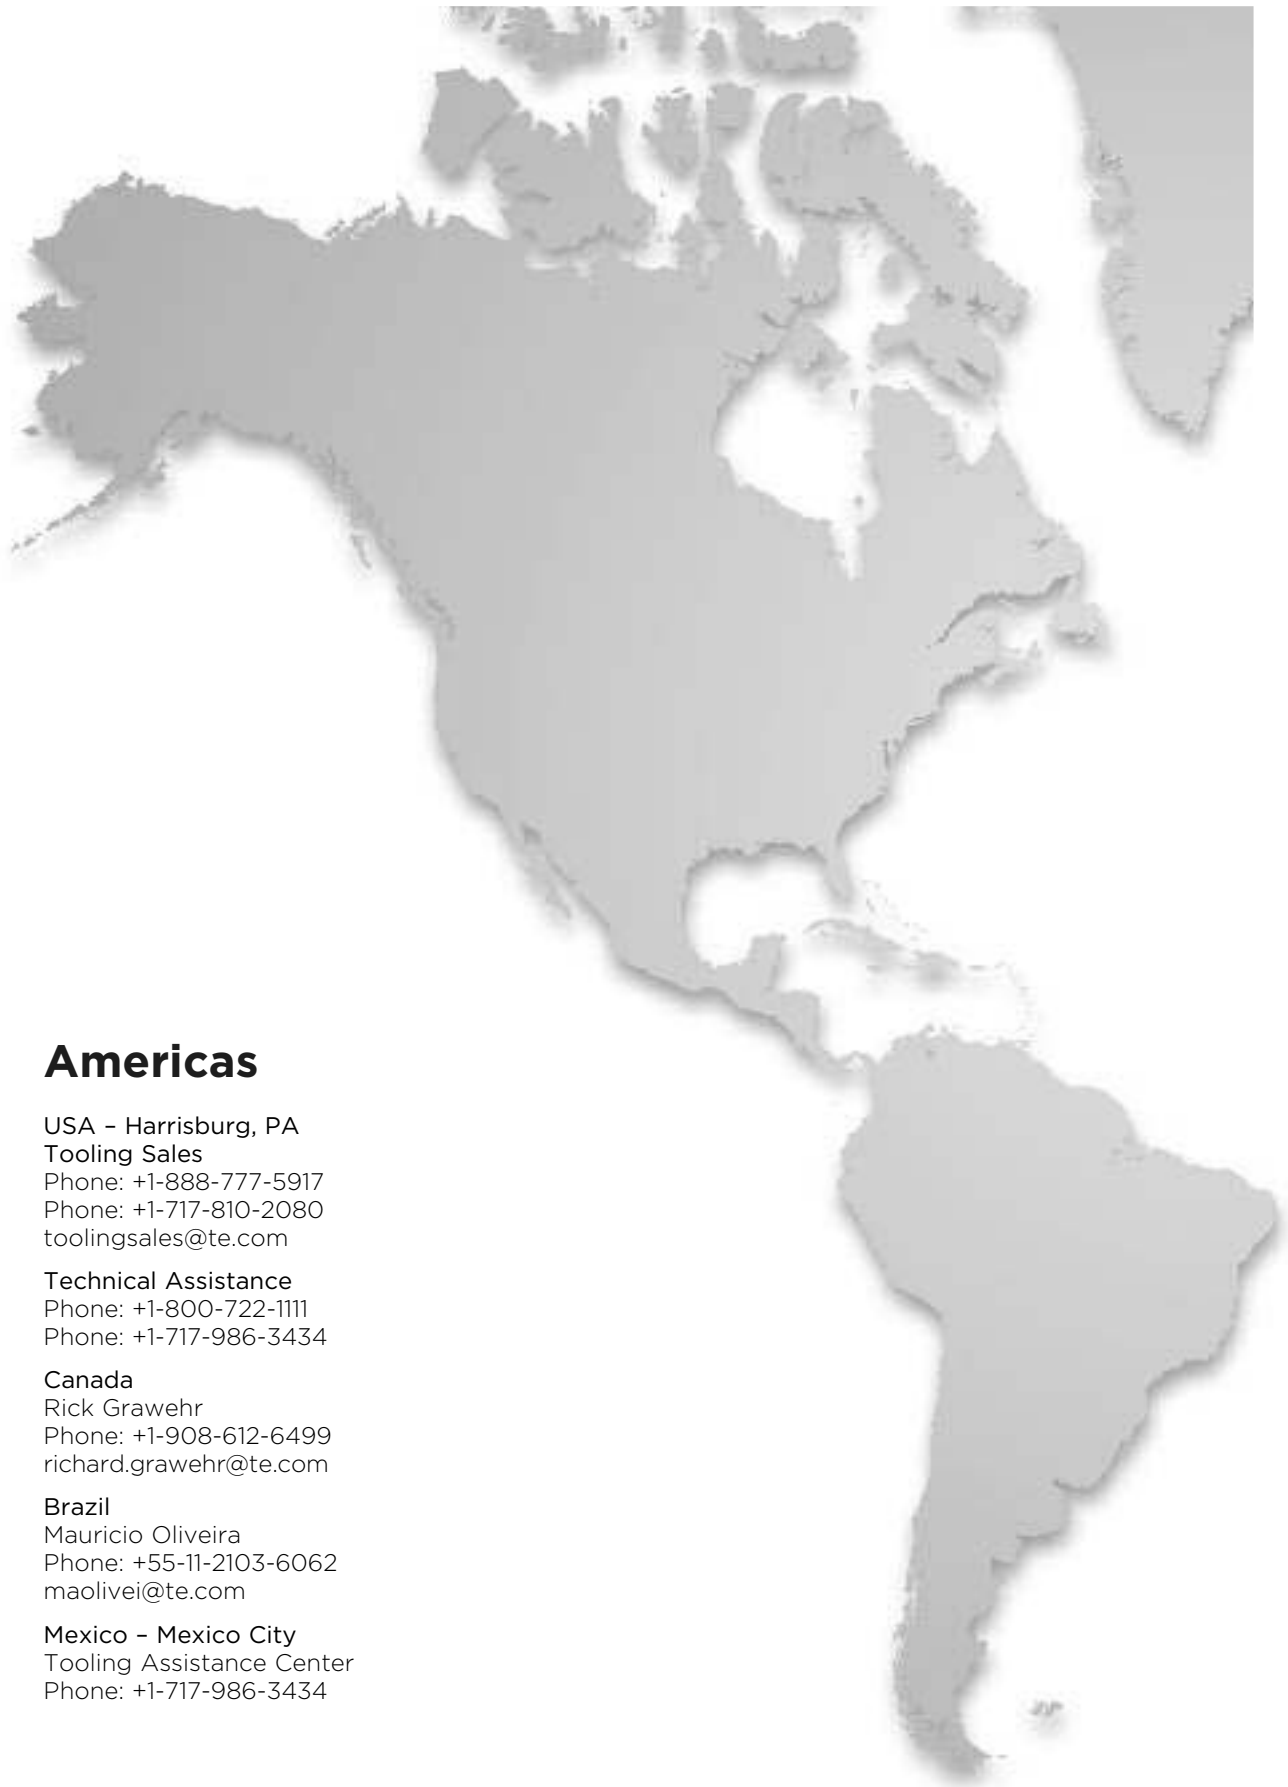 Americas
USA – Harrisburg, PA
Tooling Sales
Phone: +1-888-777-5917
Phone: +1-717-810-2080
toolingsales@te.com
Technical Assistance
Phone: +1-800-722-1111
Phone: +1-717-986-3434
Canada
Rick Grawehr
Phone: +1-908-612-6499
richard.grawehr@te.com
Brazil
Mauricio Oliveira
Phone: +55-11-2103-6062
maolivei@te.com
Mexico – Mexico City
Tooling Assistance Center
Phone: +1-717-986-3434